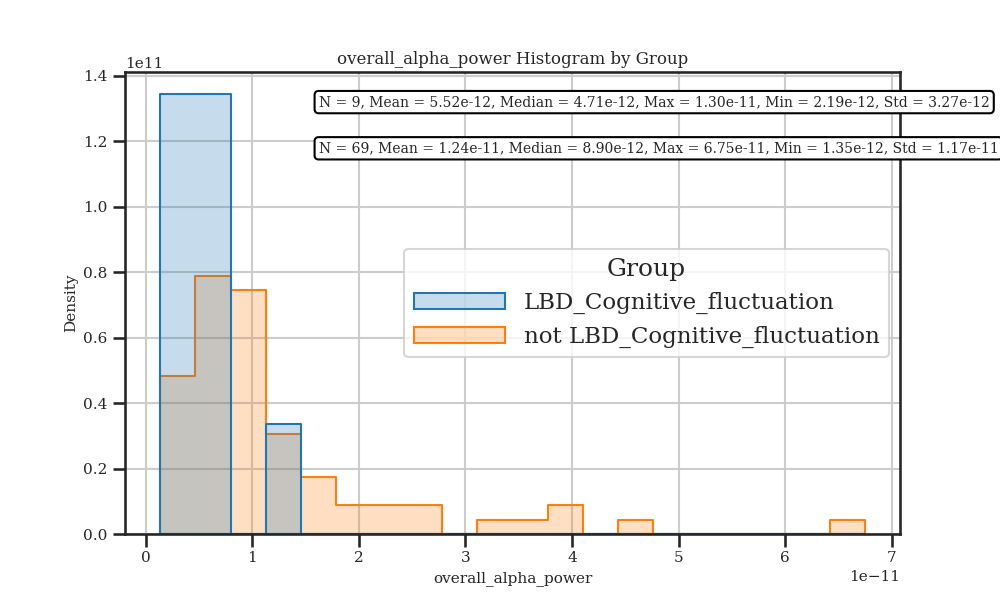 overall_alpha_power Histogram by Group
1e11
N = 9, Mean = 5.52e-12, Median = 4.71e-12, Max = 1.30e-11, Min = 2.19e-12, Std = 3.27e-12
N = 69, Mean = 1.24e-11, Median = 8.90e-12, Max = 6.75e-11, Min = 1.35e-12, Std = 1.17e-11
1.4
1.2
1.0
0.8
0.6
0.4
0.2
0.0
Density
Group
LBD_Cognitive_fluctuation
not LBD_Cognitive_fluctuation
0 1 2 3 4 5 6 7
1e−11
overall_alpha_power